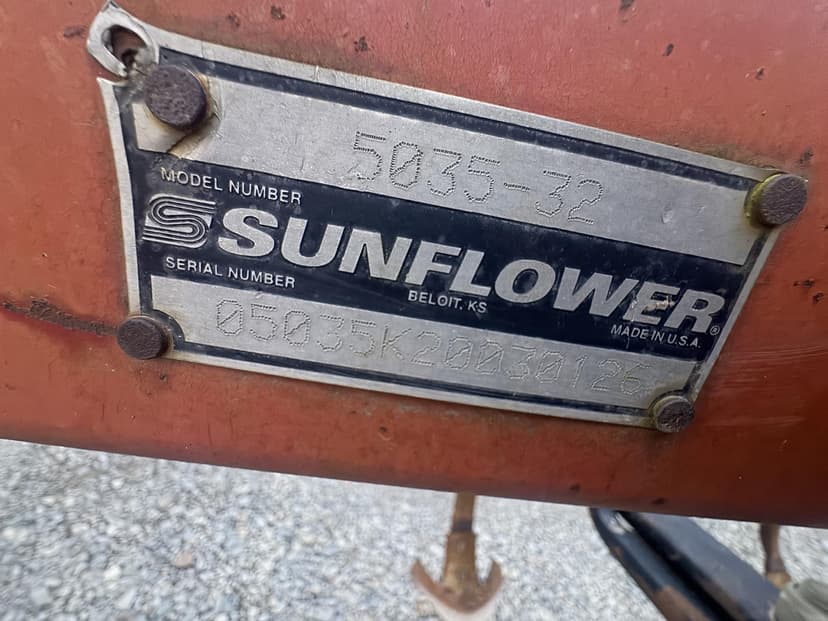 5035-32
MODEL NUMBER
SUNFLOWER®
SERIAL NUMBER
BELOIT, KS
MADE IN U.S.A.
05035K20030126